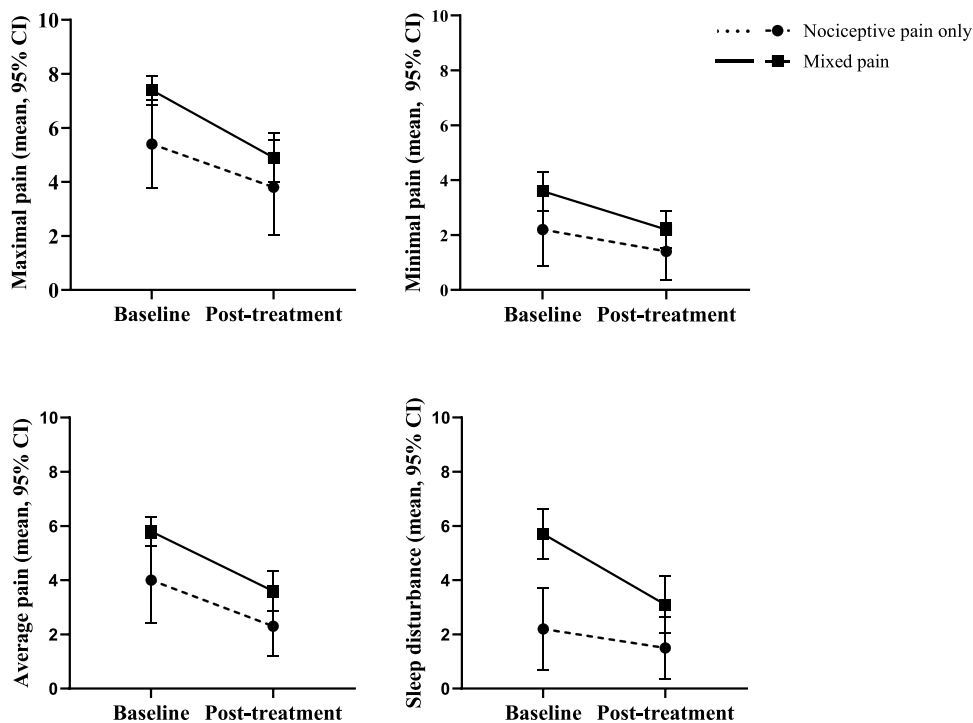 Maximal pain (mean, 95% CI)
10
8
6
4
2
0
Baseline Post-treatment
Minimal pain (mean, 95% CI)
10
8
6
4
2
0
Baseline Post-treatment
Nociceptive pain only
Mixed pain
Average pain (mean, 95% CI)
10
8
6
4
2
0
Baseline Post-treatment
Sleep disturbance (mean, 95% CI)
10
8
6
4
2
0
Baseline Post-treatment